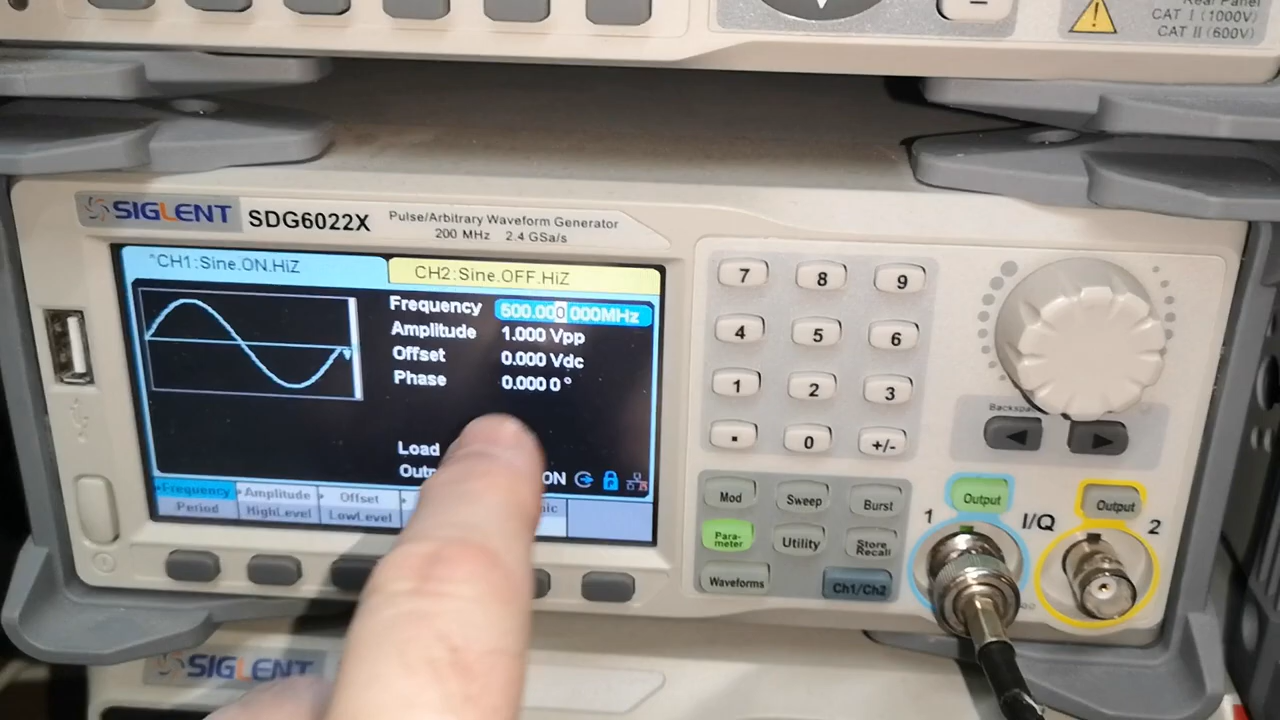 Rear Panel
CAT I (1000V)
CAT II (600V)
SIGLENT SDG6022X Pulse/Arbitrary Waveform Generator
200 MHz 2.4 GSa/s
CH1:Sine.ON.HiZ
CH2:Sine.OFF.HiZ
Frequency 600.000 000MHz
Amplitude 1.000 Vpp
Offset 0.000 Vdc
Phase 0.000 0°
Load
ON
Frequency
Period
Amplitude
HighLevel
Offset
LowLevel
7 8 9
4 5 6
1 2 3
. 0 +/-
Mod Sweep Burst
Para-
meter
Utility
Store
Recall
Waveforms Ch1/Ch2
Output
Output
1 I/Q 2
SIGLENT